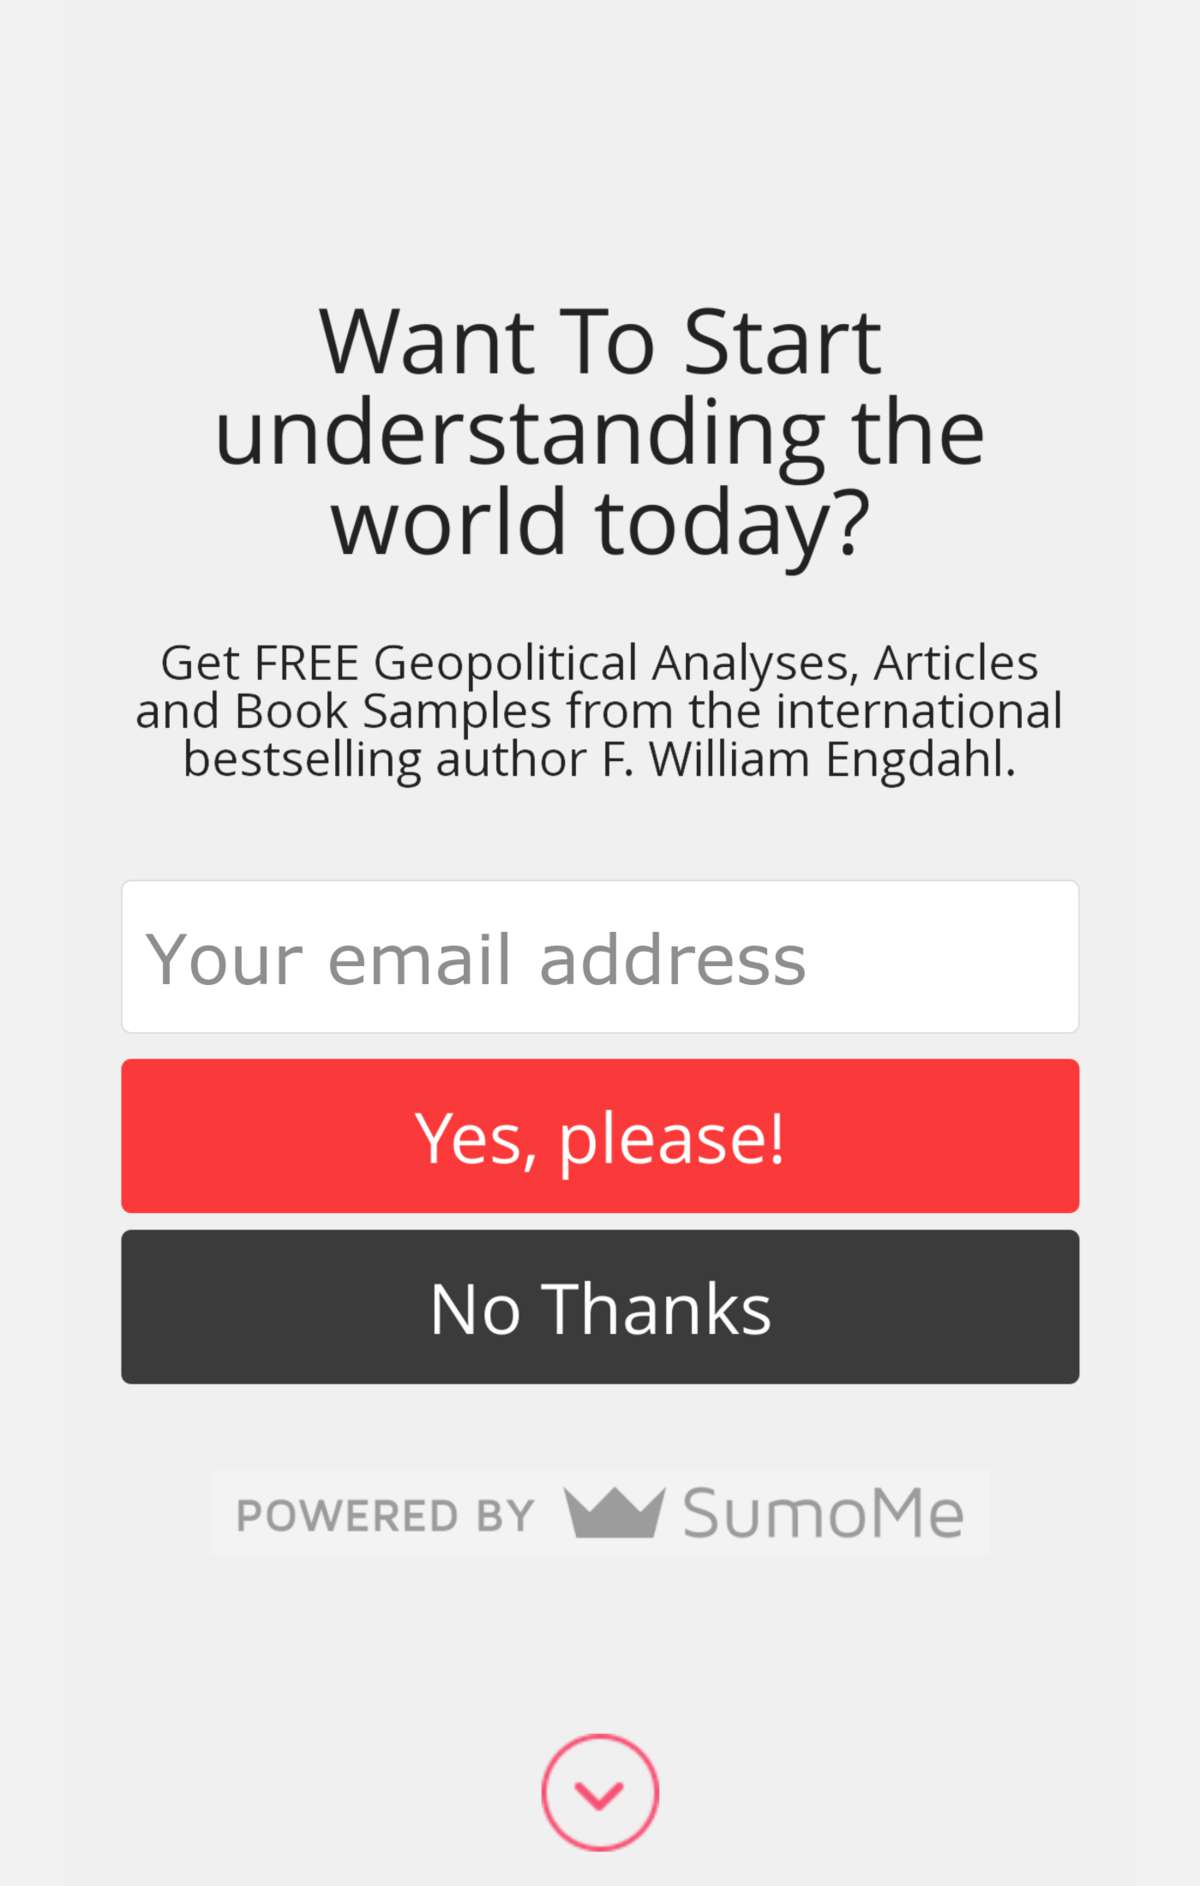 Want To Start
understanding the
world today?
Get FREE Geopolitical Analyses, Articles
and Book Samples from the international
bestselling author F. William Engdahl.
Your email address
Yes, please!
No Thanks
POWERED BY SumoMe